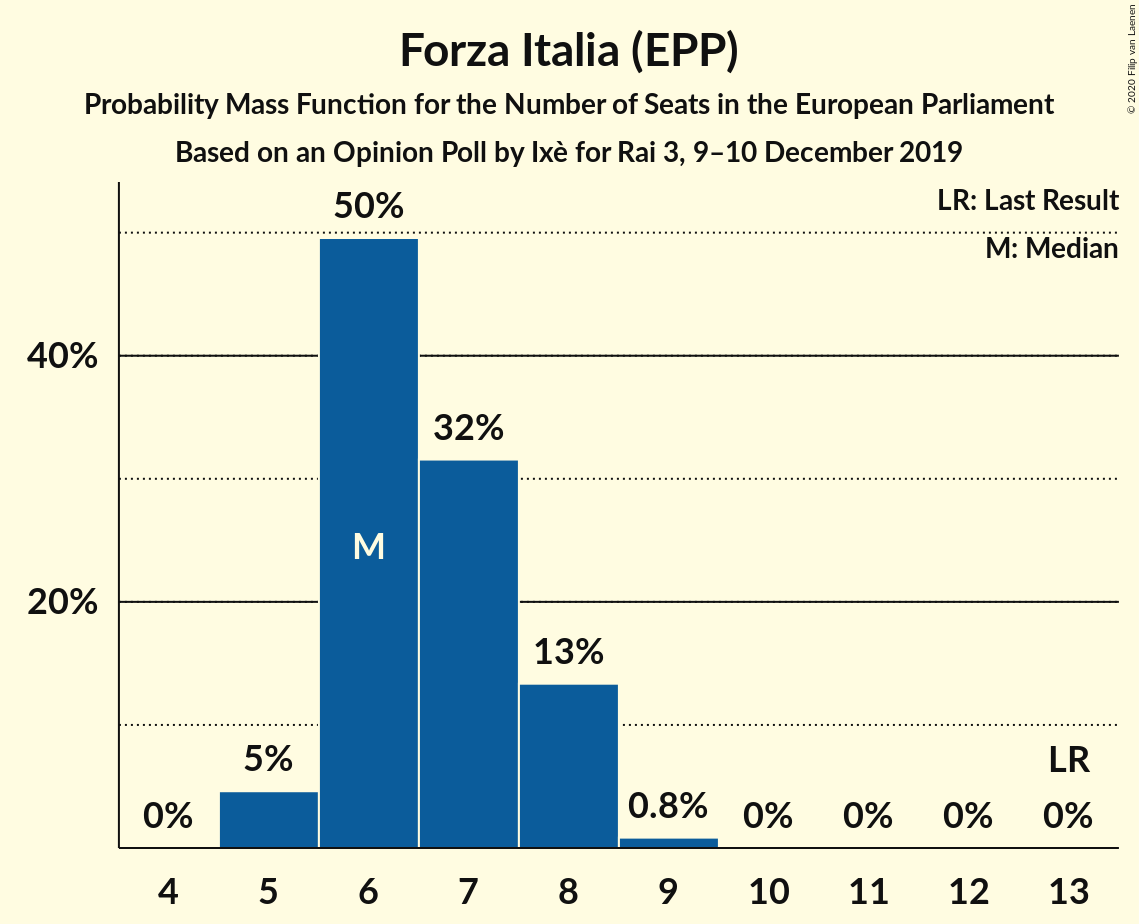 Forza Italia (EPP)
Probability Mass Function for the Number of Seats in the European Parliament
Based on an Opinion Poll by Ixè for Rai 3, 9–10 December 2019
© 2020 Filip van Laenen
LR: Last Result
M: Median
50%
40%
32%
M
20%
13%
5%
LR
0%
0.8%
0%
0%
0%
0%
4 5 6 7 8 9 10 11 12 13